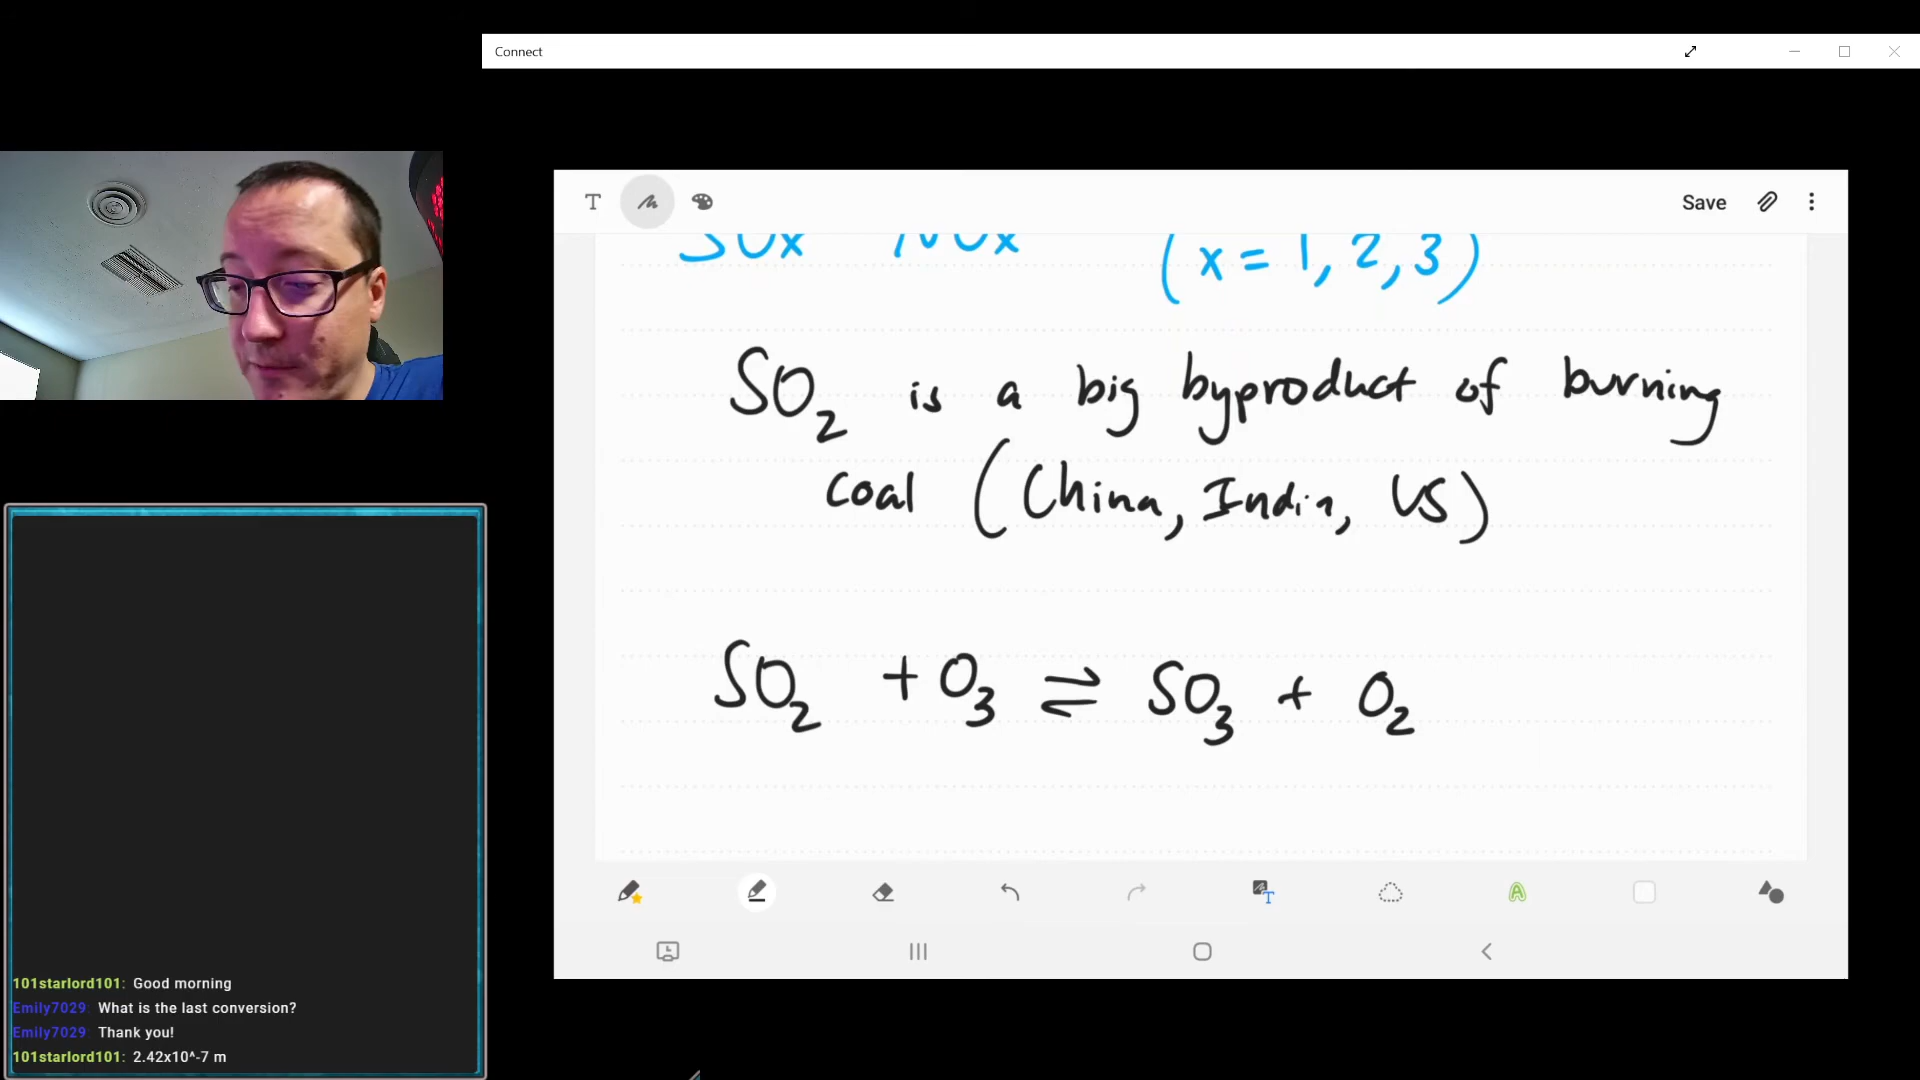 Connect
T
Save
SOx NOx (x = 1, 2, 3)
SO₂ is a big byproduct of burning
coal (China, India, US)
SO₂ + O₃ ⇌ SO₃ + O₂
T
A
101starlord101: Good morning
Emily7029: What is the last conversion?
Emily7029: Thank you!
101starlord101: 2.42x10^-7 m